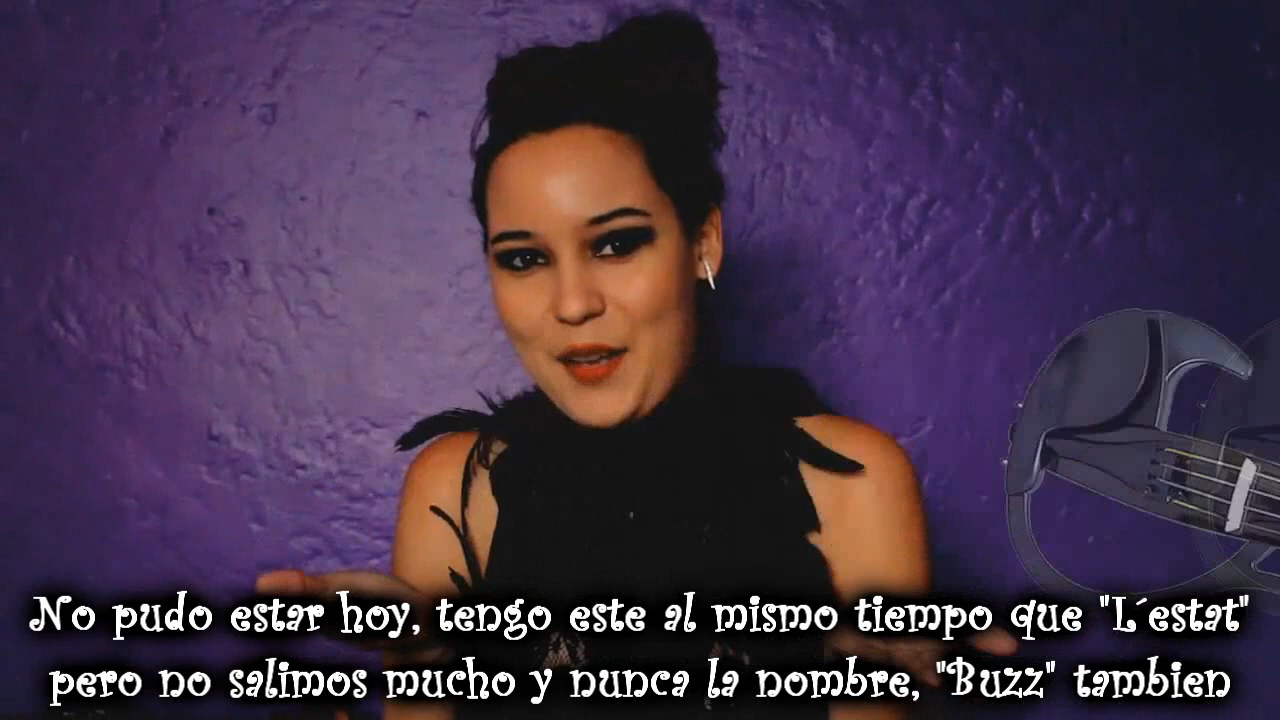 No pudo estar hoy, tengo este al mismo tiempo que "L´estat"
pero no salimos mucho y nunca la nombre, "Buzz" tambien